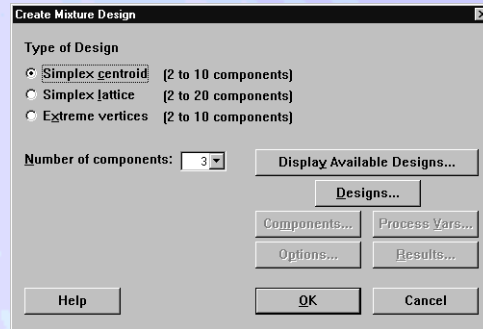 Create Mixture Design
Type of Design
Simplex centroid (2 to 10 components)
Simplex lattice (2 to 20 components)
Extreme vertices (2 to 10 components)
Number of components: 3
Display Available Designs...
Designs...
Components... Process Vars...
Options... Results...
Help OK Cancel